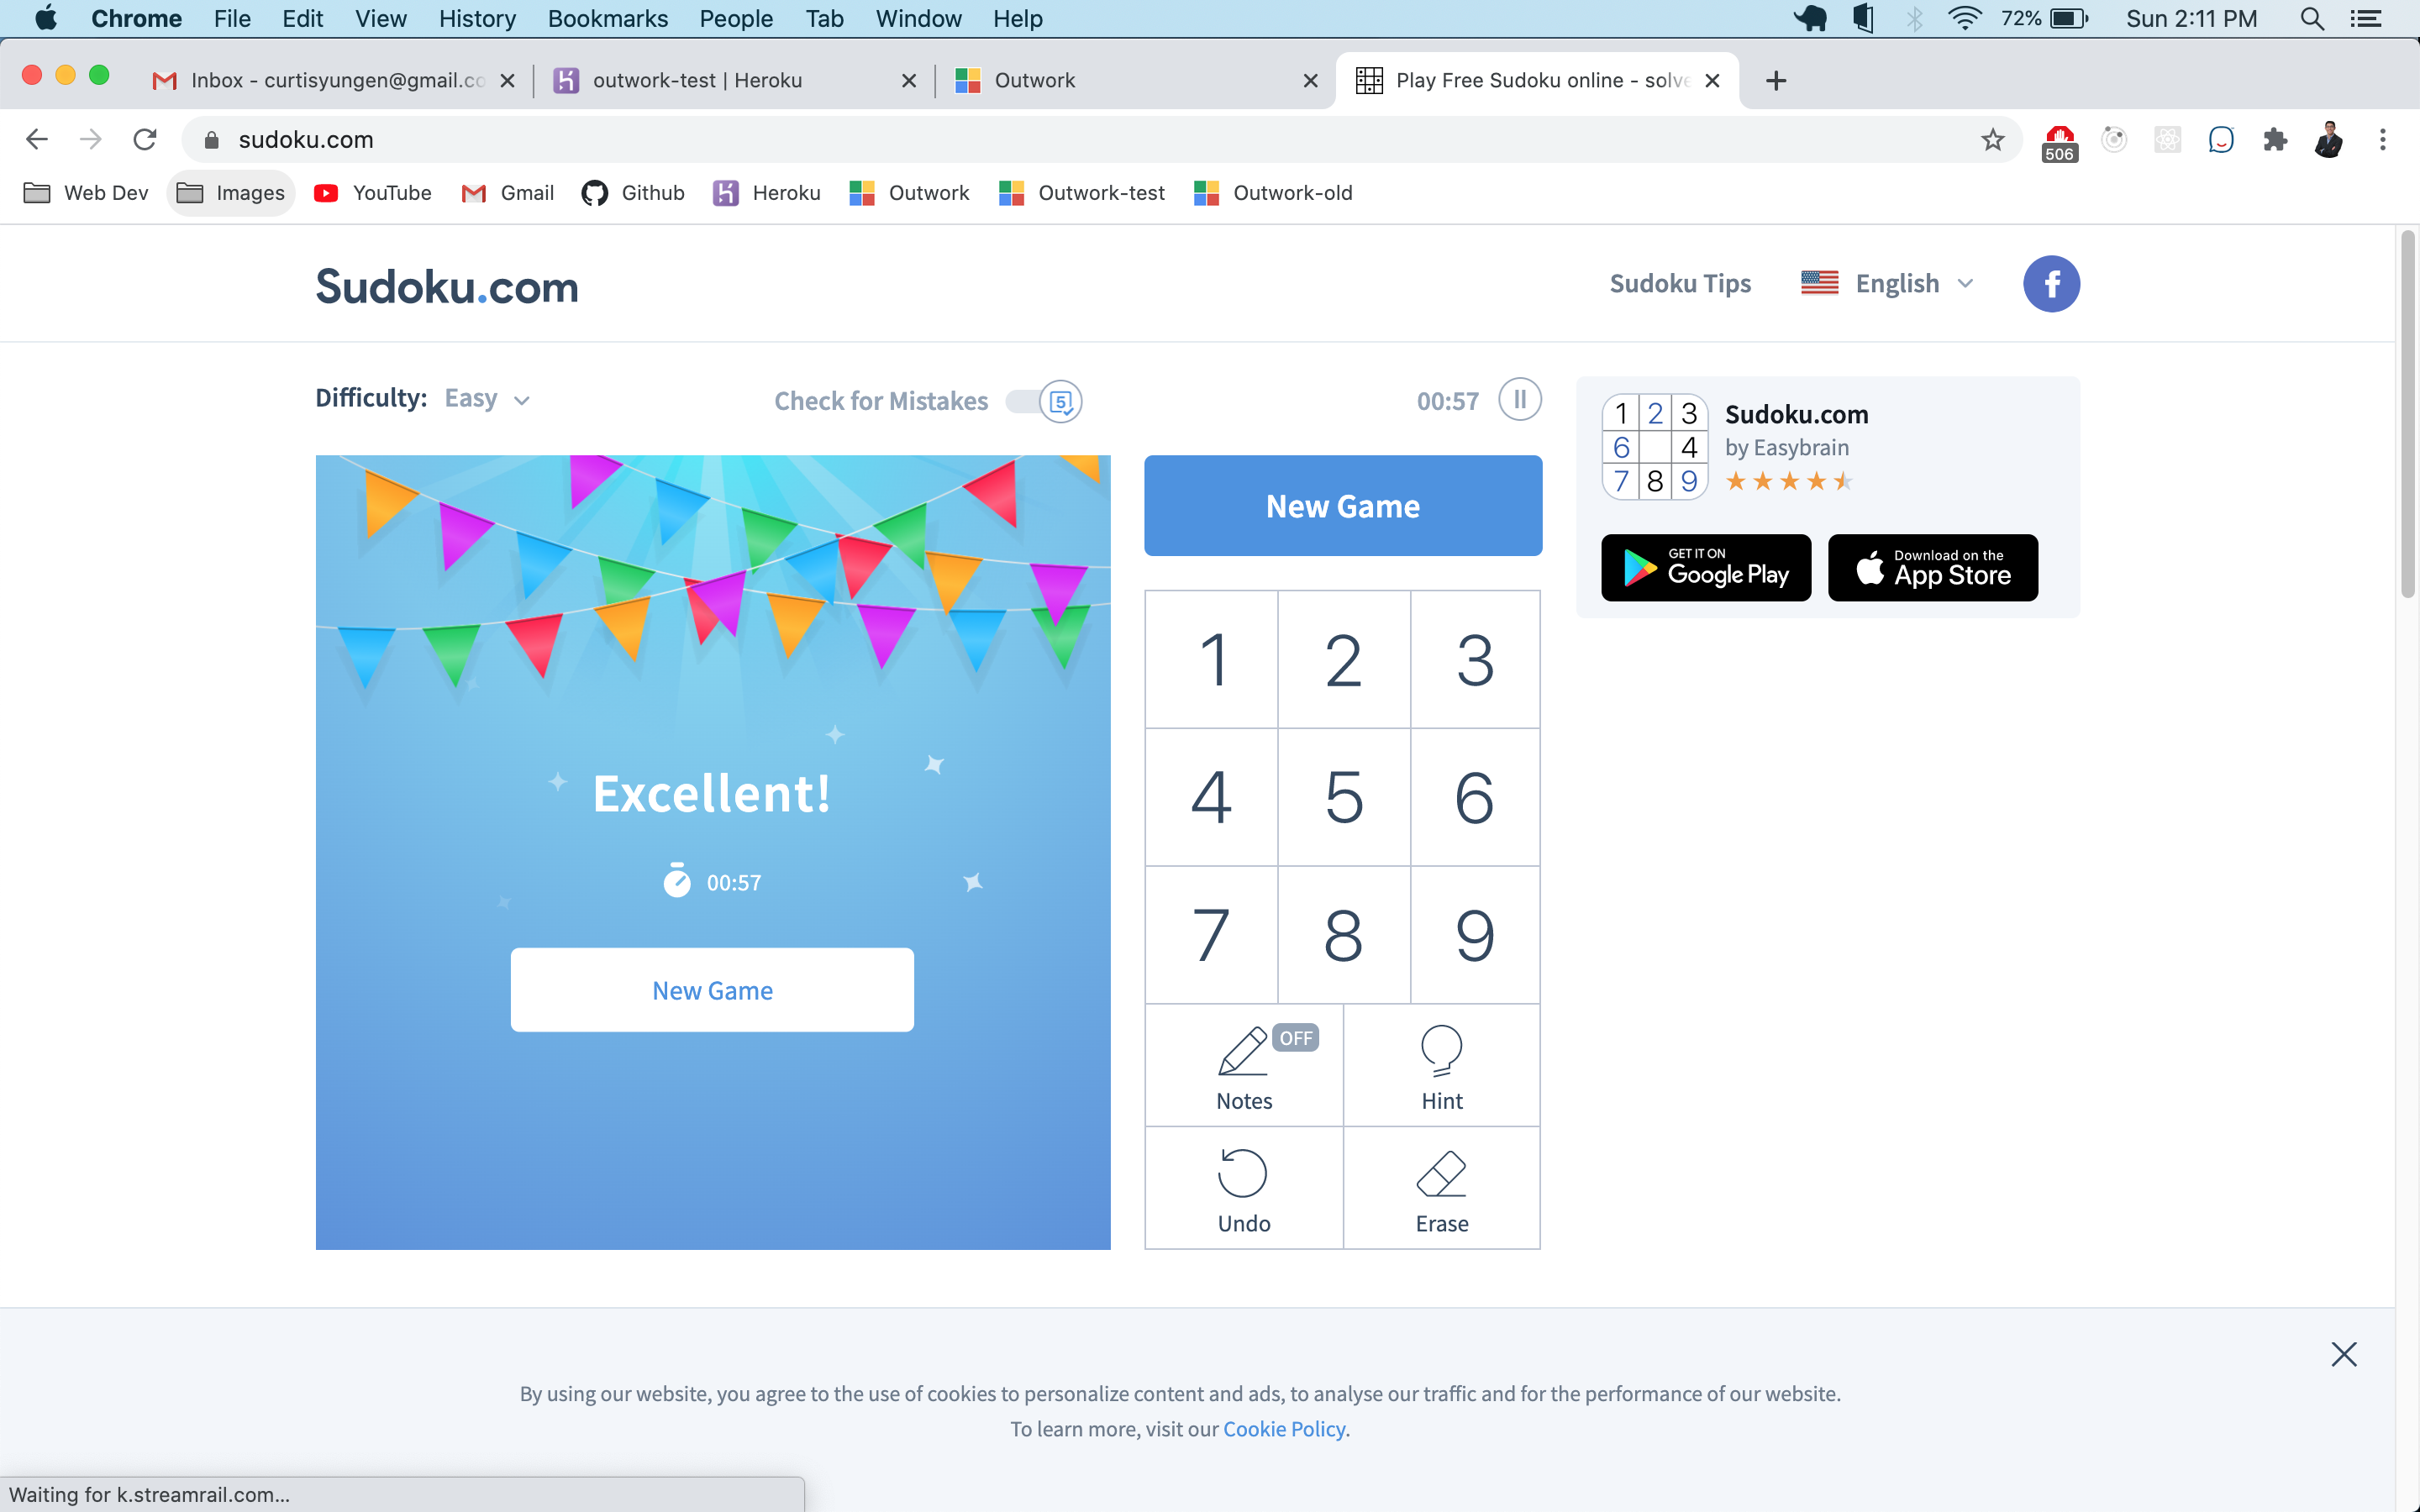 Chrome File Edit View History Bookmarks People Tab Window Help 72% Sun 2:11 PM
Inbox - curtisyungen@gmail.co outwork-test | Heroku Outwork Play Free Sudoku online - solve
sudoku.com 506
Web Dev Images YouTube Gmail Github Heroku Outwork Outwork-test Outwork-old
Sudoku.com Sudoku Tips English f
Difficulty: Easy Check for Mistakes 5 00:57
1 2 3
6 4
7 8 9
Sudoku.com
by Easybrain
GET IT ON
Google Play
Download on the
App Store
New Game
Excellent!
00:57
New Game
1 2 3
4 5 6
7 8 9
OFF
Notes Hint
Undo Erase
By using our website, you agree to the use of cookies to personalize content and ads, to analyse our traffic and for the performance of our website.
To learn more, visit our Cookie Policy.
Waiting for k.streamrail.com...